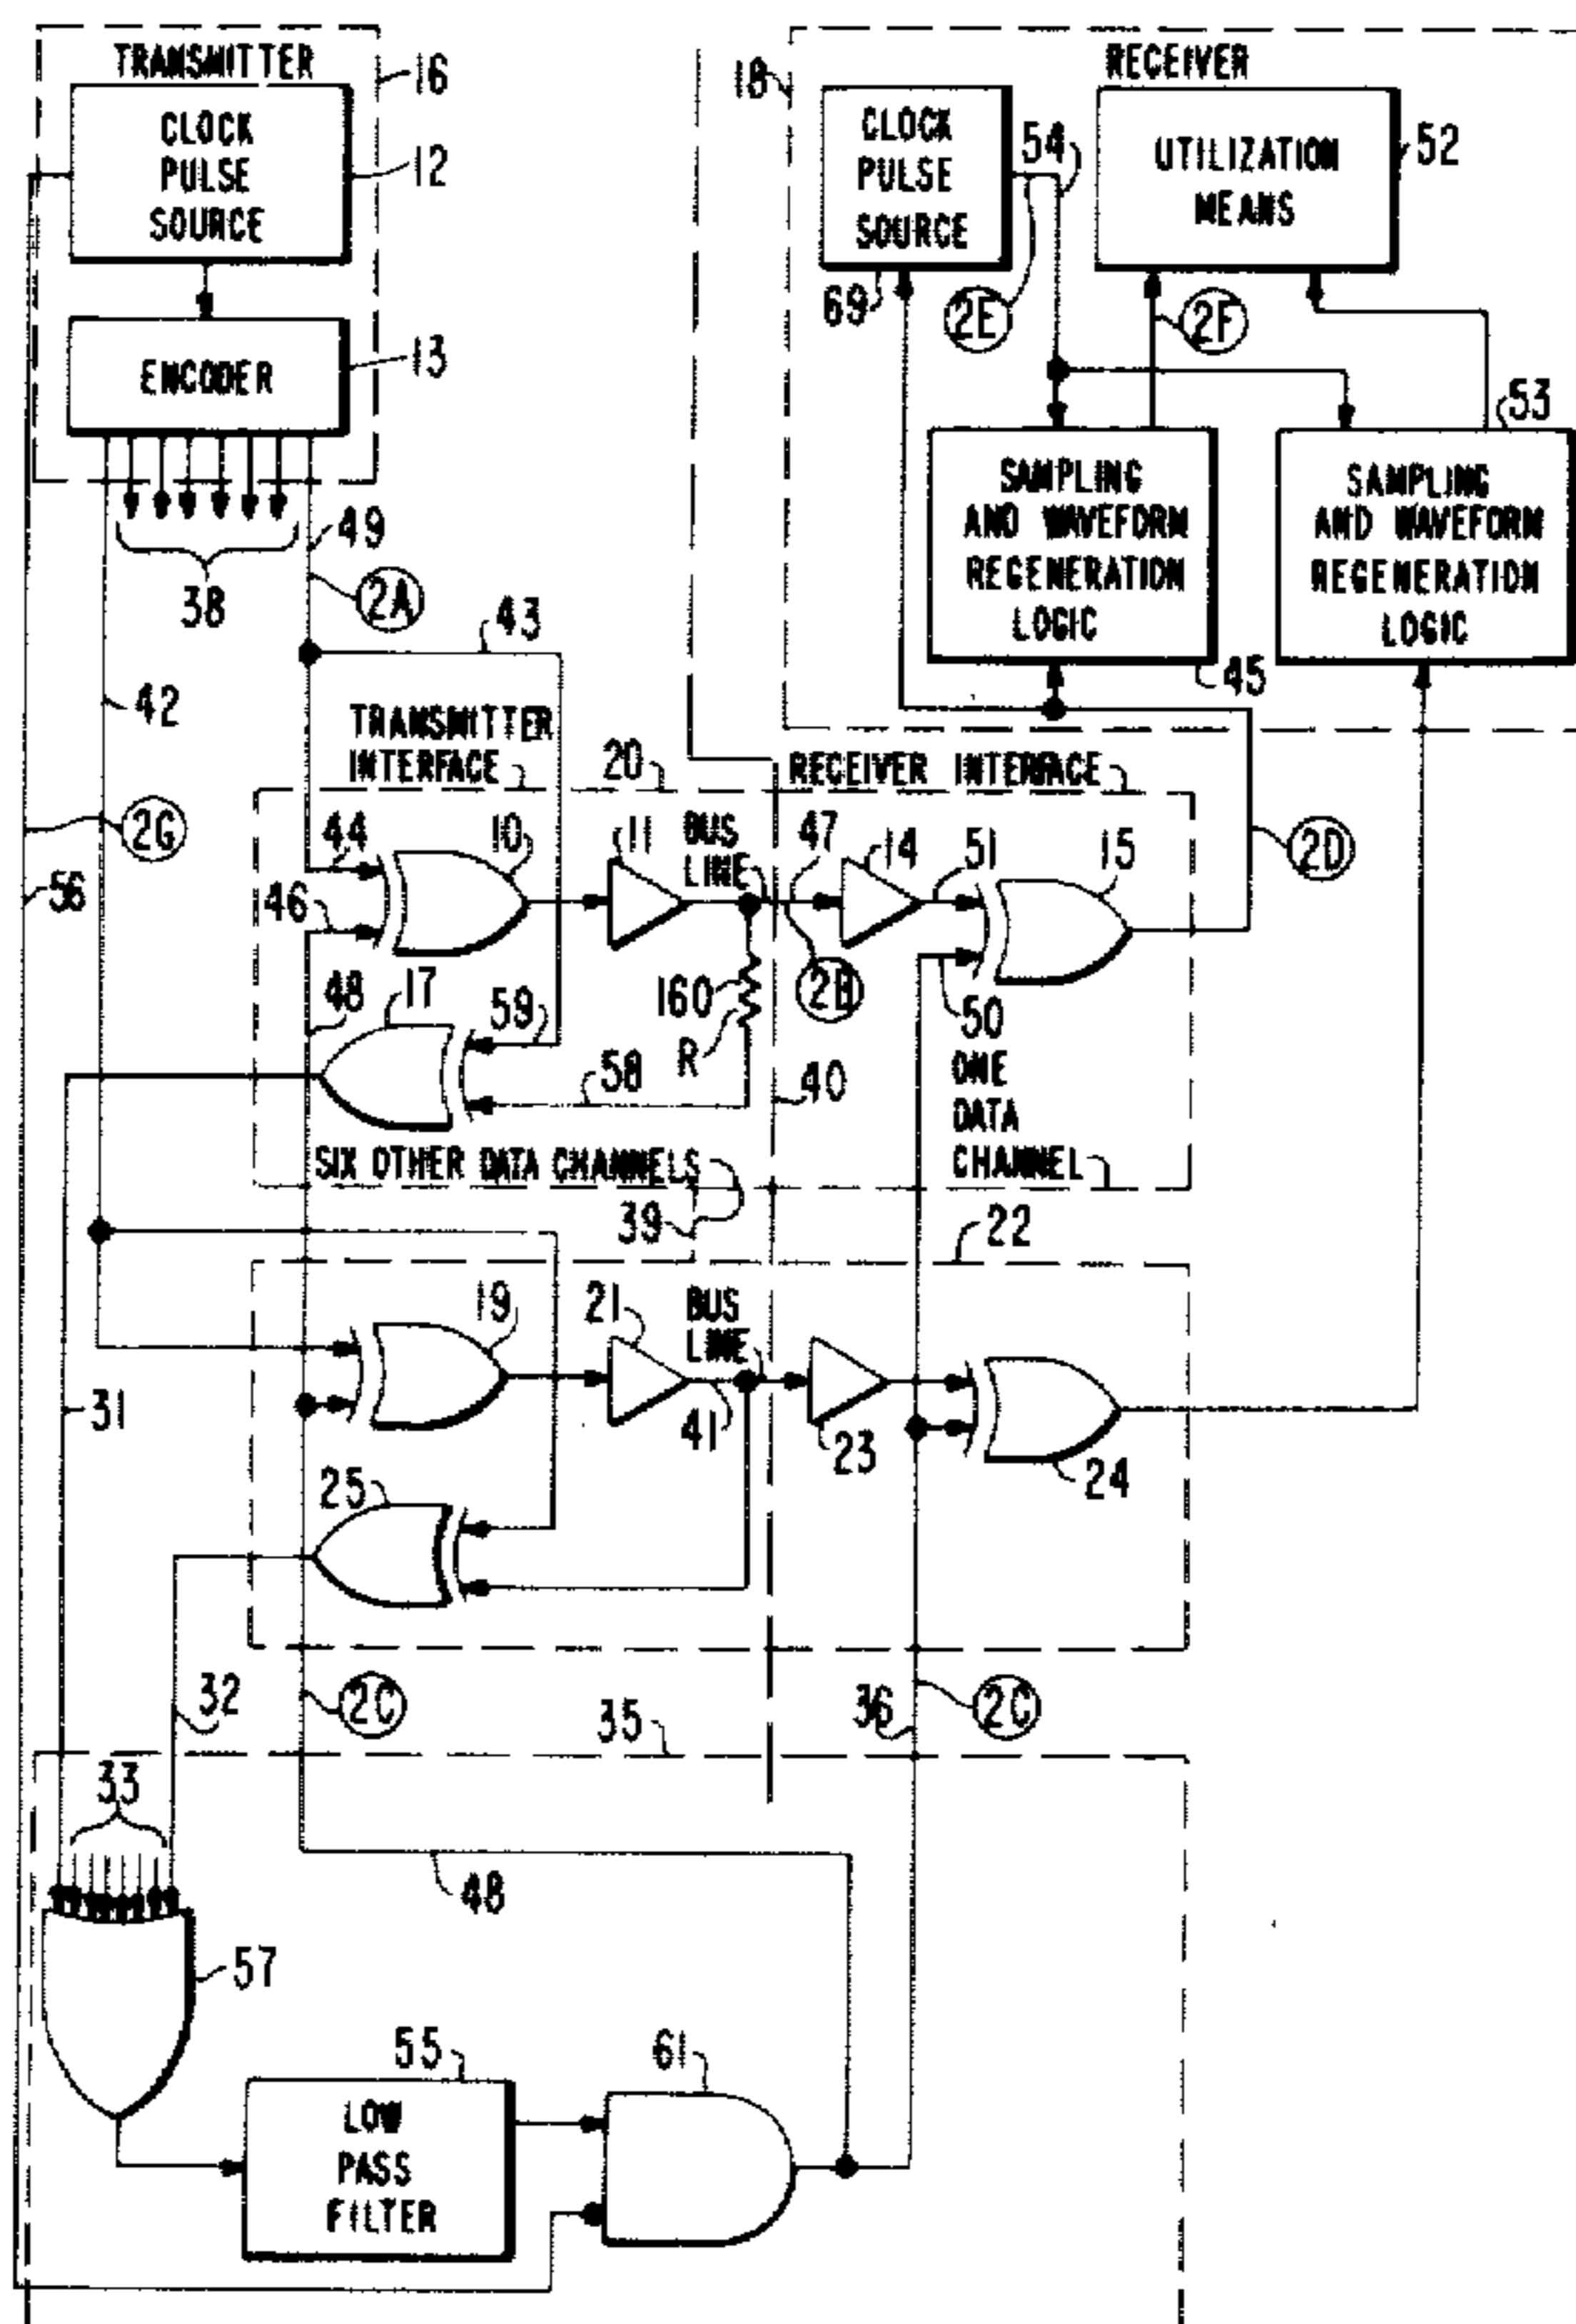 TRANSMITTER
16
CLOCK
PULSE
SOURCE
12
ENCODER
13
38
49
2A
43
42
2G
56
18
RECEIVER
CLOCK
PULSE
SOURCE
69
54
2E
UTILIZATION
MEANS
52
2F
53
SAMPLING
AND WAVEFORM
REGENERATION
LOGIC
45
SAMPLING
AND WAVEFORM
REGENERATION
LOGIC
TRANSMITTER
INTERFACE
20
RECEIVER INTERFACE
44
10
11
BUS
LINE
47
14
51
15
2D
46
48
17
59
160
R
2B
50
58
40
ONE
DATA
CHANNEL
SIX OTHER DATA CHANNELS
39
22
19
21
BUS
LINE
31
41
23
24
25
32
2C
35
36
2C
33
48
57
55
61
LOW
PASS
FILTER